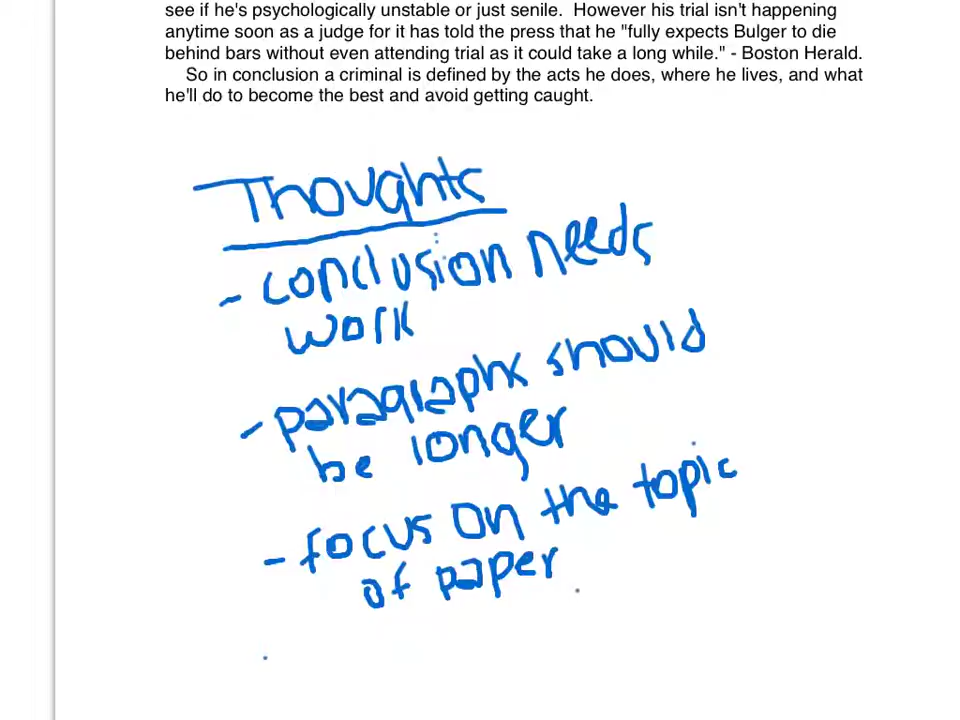 see if he's psychologically unstable or just senile.  However his trial isn't happening
anytime soon as a judge for it has told the press that he "fully expects Bulger to die
behind bars without even attending trial as it could take a long while." - Boston Herald.
So in conclusion a criminal is defined by the acts he does, where he lives, and what
he'll do to become the best and avoid getting caught.
Thoughts
- conclusion needs
work
- paragraphs should
be longer
- focus on the topic
of paper